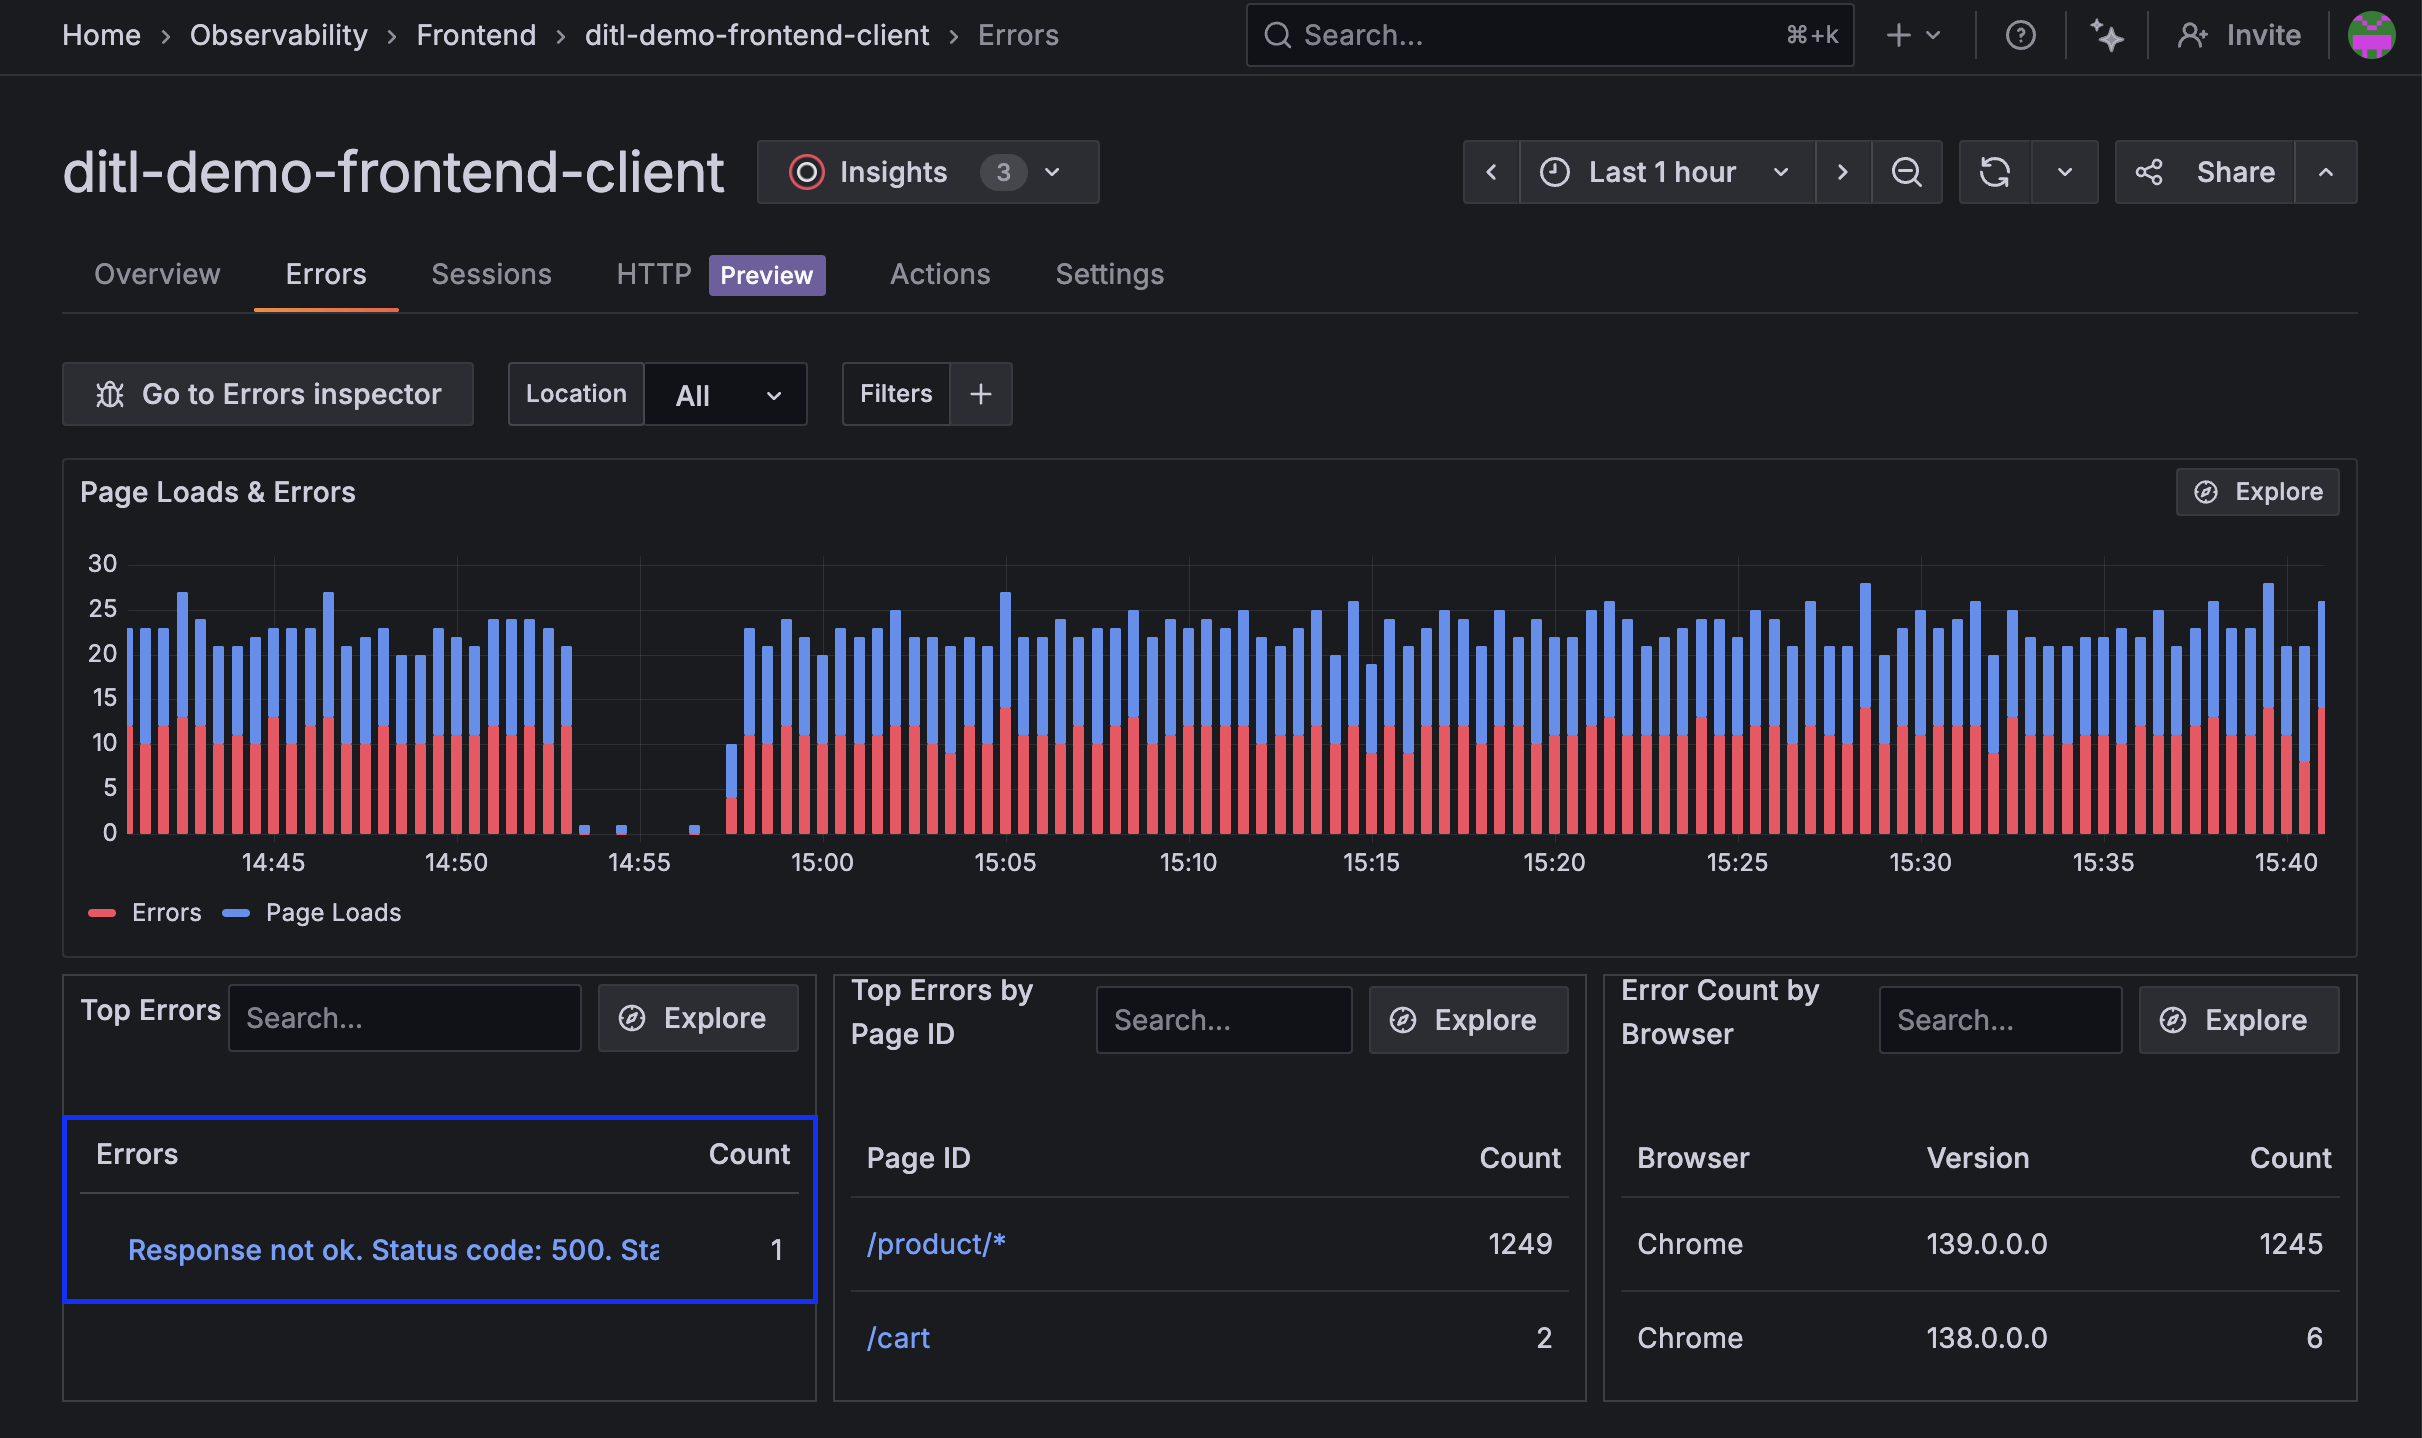 Home › Observability › Frontend › ditl-demo-frontend-client › Errors
Search...
⌘+k
Invite
ditl-demo-frontend-client
Insights 3
Last 1 hour
Share
Overview
Errors
Sessions
HTTP Preview
Actions
Settings
Go to Errors inspector
Location All
Filters +
Page Loads & Errors
Explore
30
25
20
15
10
5
0
14:45 14:50 14:55 15:00 15:05 15:10 15:15 15:20 15:25 15:30 15:35 15:40
Errors Page Loads
Top Errors
Search...
Explore
Errors Count
Response not ok. Status code: 500. Sta 1
Top Errors by
Page ID
Search...
Explore
Page ID Count
/product/* 1249
/cart 2
Error Count by
Browser
Search...
Explore
Browser Version Count
Chrome 139.0.0.0 1245
Chrome 138.0.0.0 6